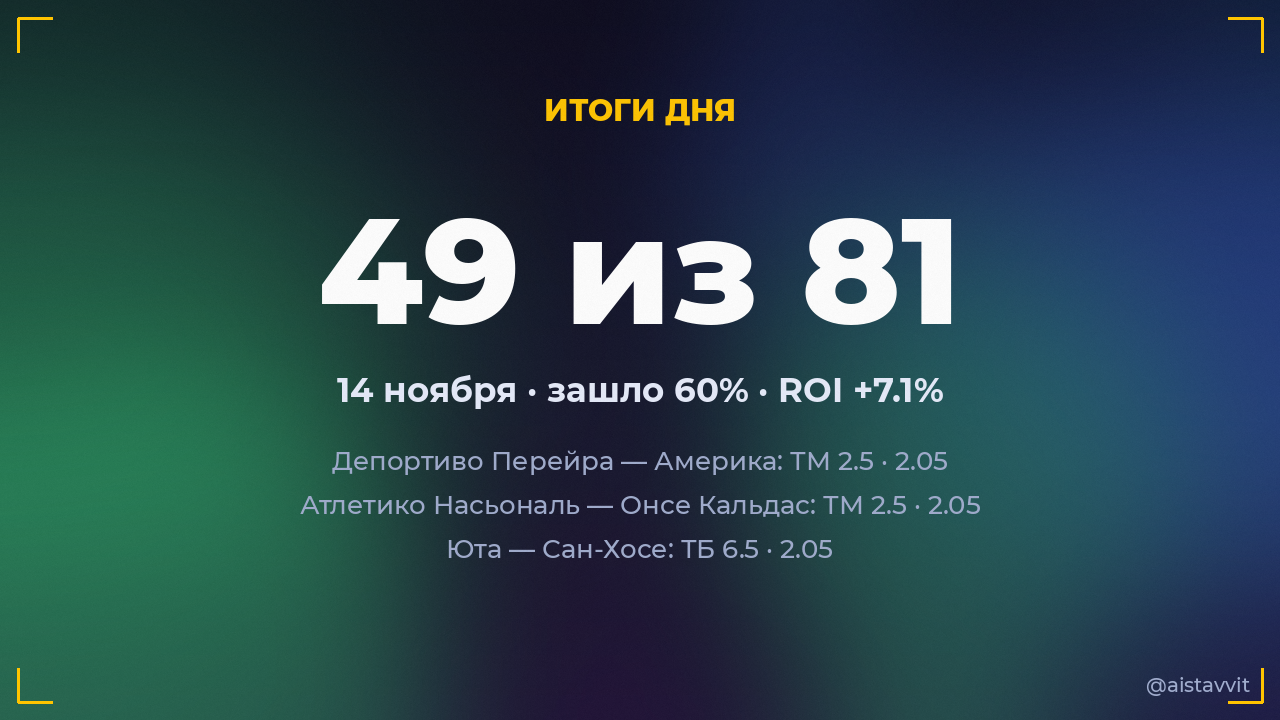 ИТОГИ ДНЯ
49 из 81
14 ноября · зашло 60% · ROI +7.1%
Депортиво Перейра — Америка: ТМ 2.5 · 2.05
Атлетико Насьональ — Онсе Кальдас: ТМ 2.5 · 2.05
Юта — Сан-Хосе: ТБ 6.5 · 2.05
@aistavvit